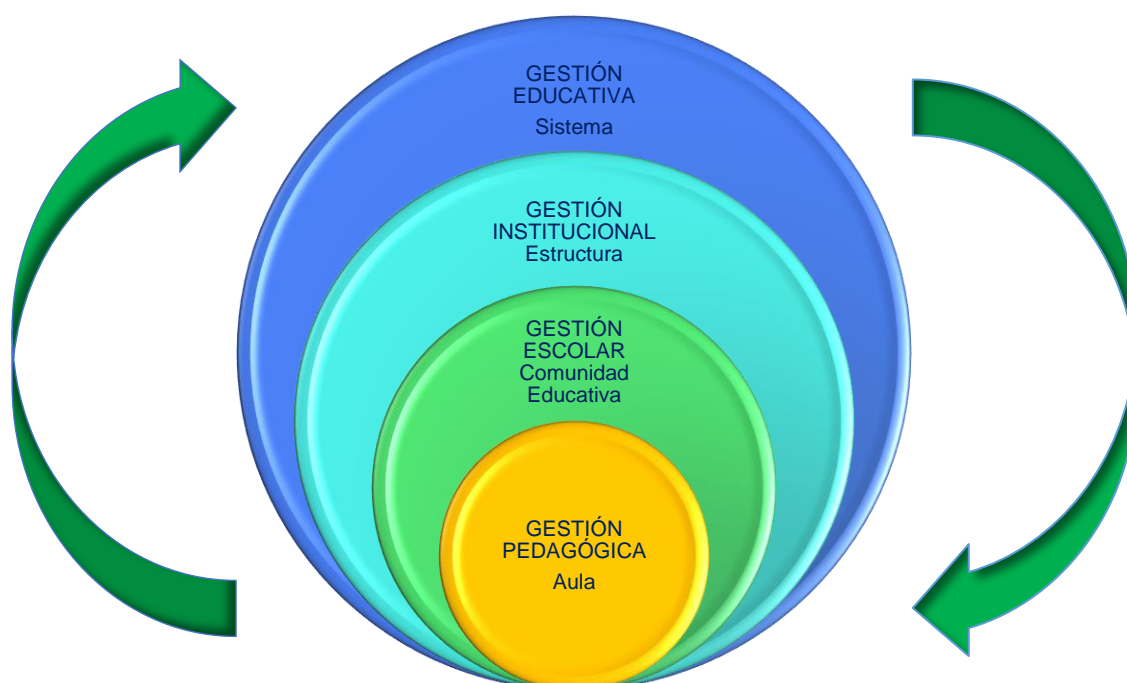 GESTIÓN
EDUCATIVA
Sistema
GESTIÓN
INSTITUCIONAL
Estructura
GESTIÓN
ESCOLAR
Comunidad
Educativa
GESTIÓN
PEDAGÓGICA
Aula